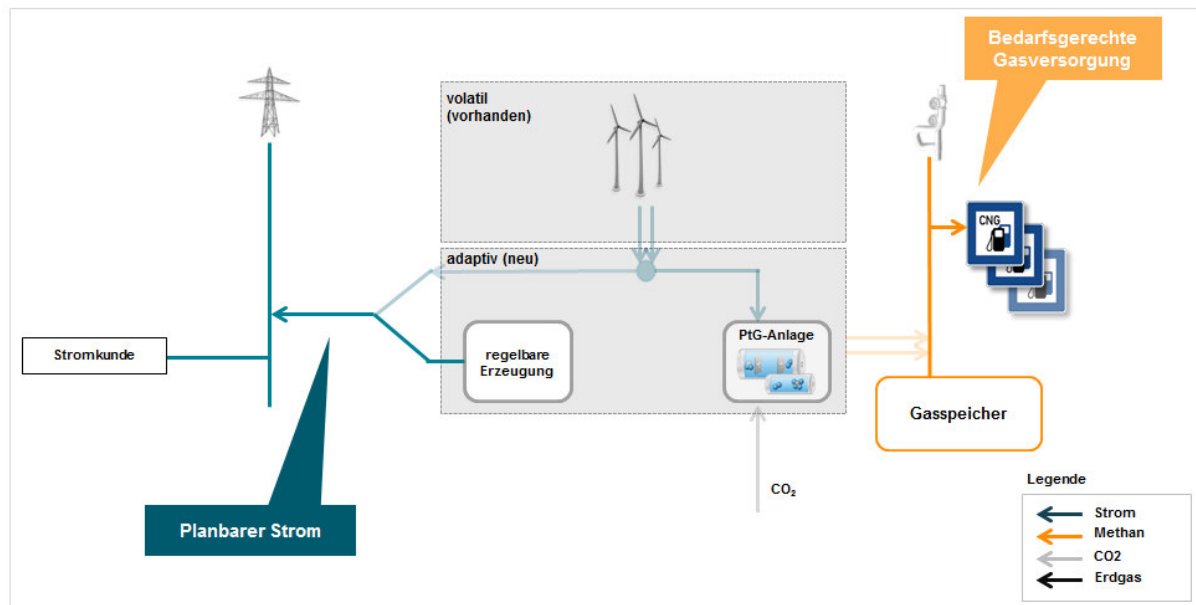 Bedarfsgerechte
Gasversorgung
volatil
(vorhanden)
CNG
adaptiv (neu)
PtG-Anlage
regelbare
Erzeugung
Stromkunde
Gasspeicher
Planbarer Strom
CO₂
Legende
Strom
Methan
CO2
Erdgas